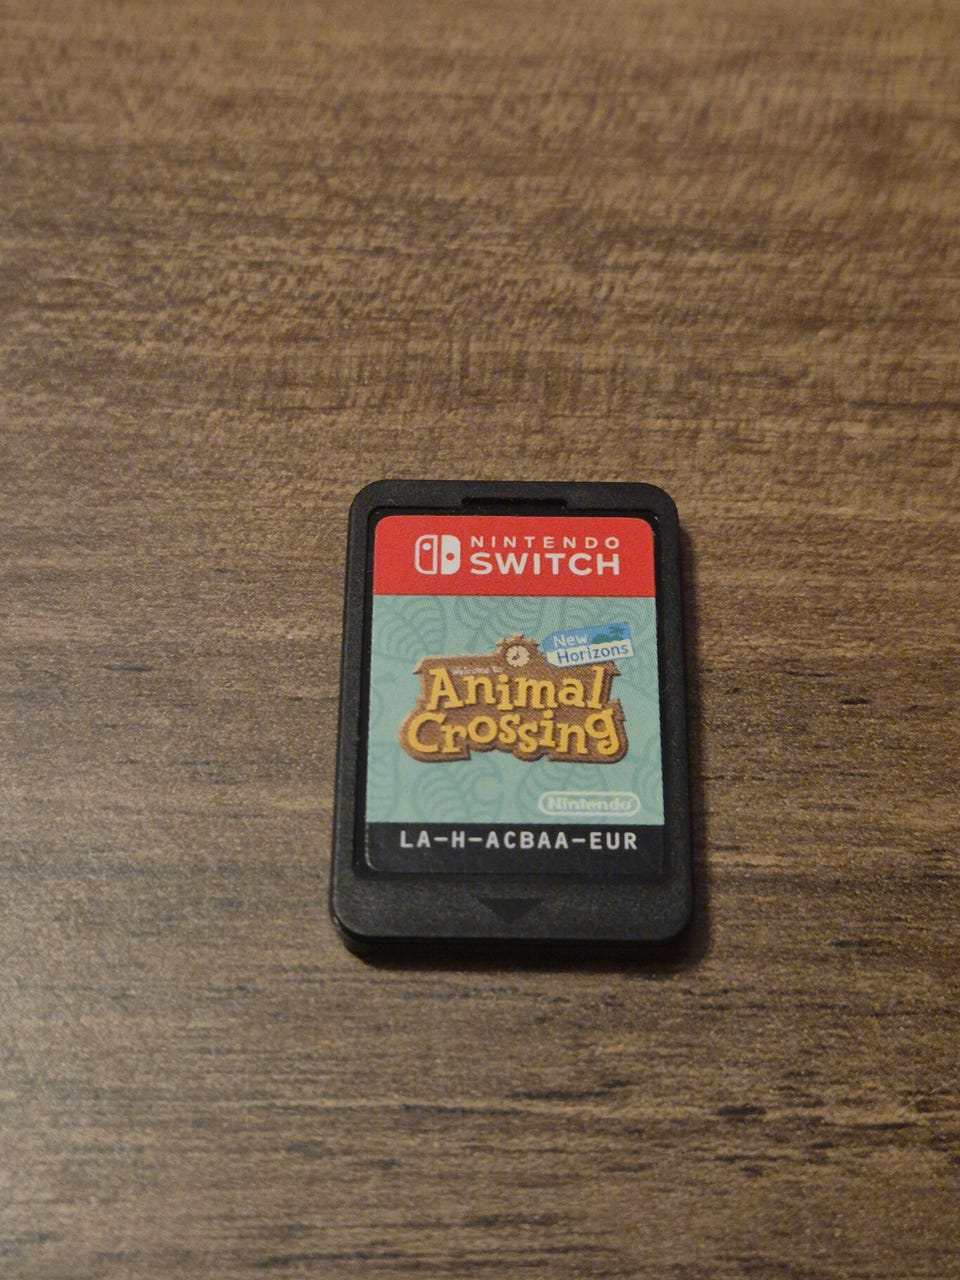 NINTENDO
SWITCH
New
Horizons
Welcome to
Animal
Crossing
Nintendo
LA-H-ACBAA-EUR